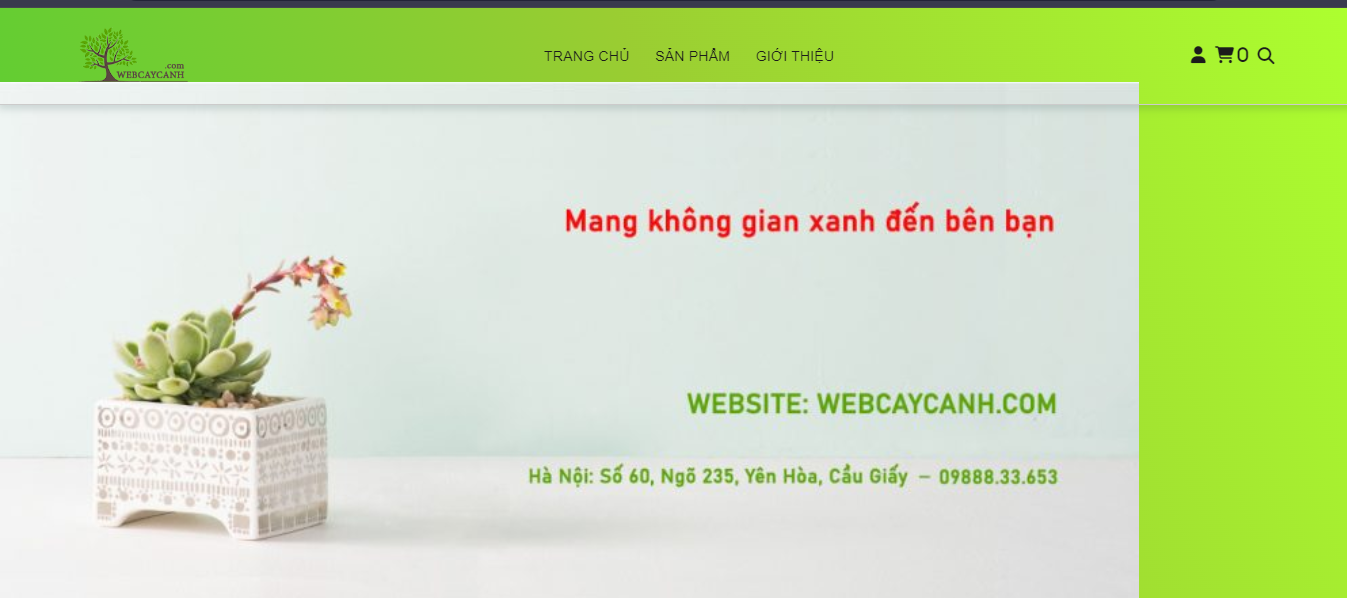 .com
WEBCAYCANH
TRANG CHỦ SẢN PHẨM GIỚI THIỆU
0
Mang không gian xanh đến bên bạn
WEBSITE: WEBCAYCANH.COM
Hà Nội: Số 60, Ngõ 235, Yên Hòa, Cầu Giấy – 09888.33.653